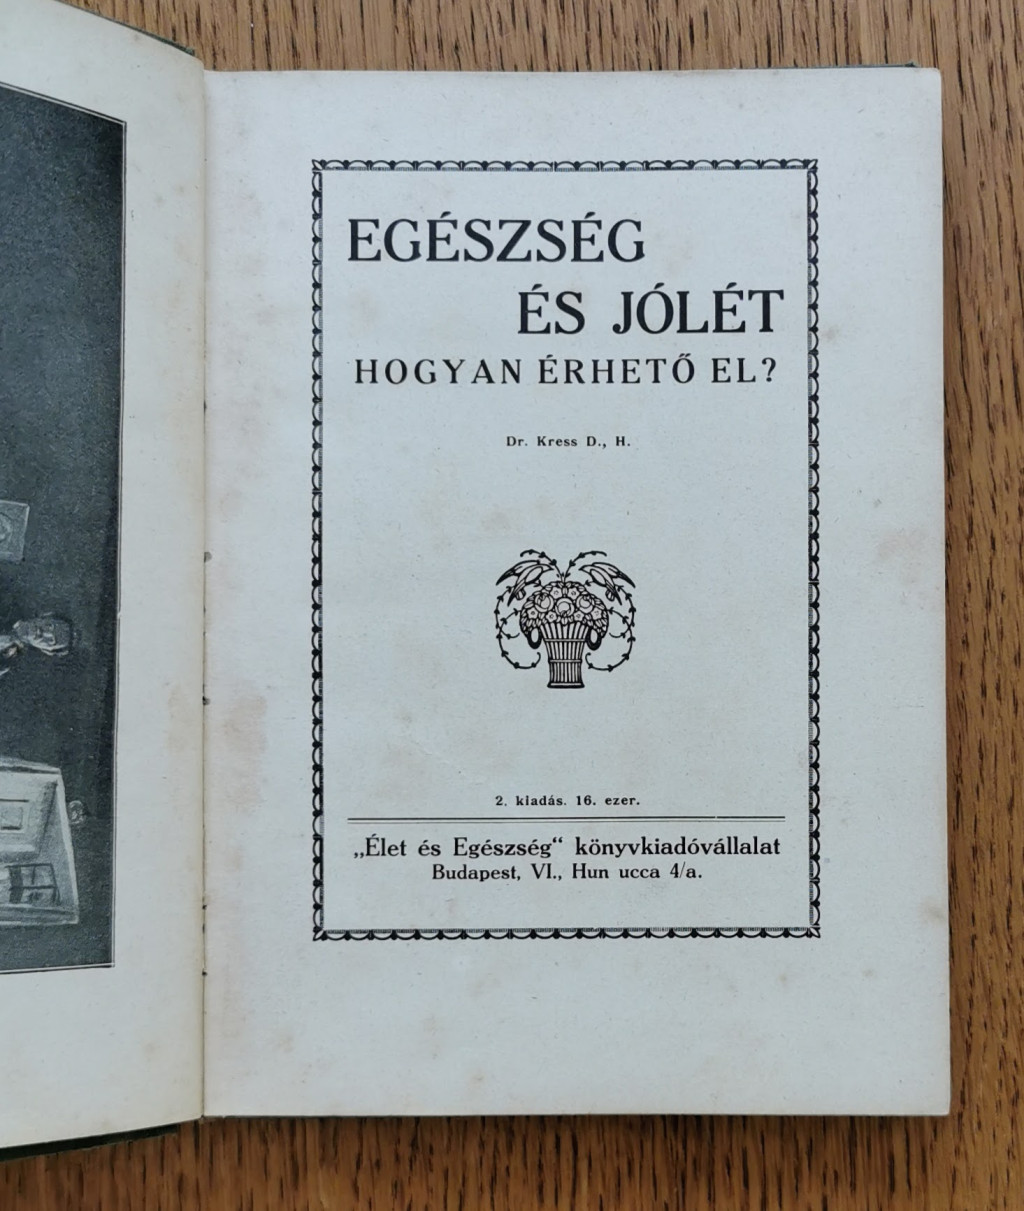 EGÉSZSÉG
ÉS JÓLÉT
HOGYAN ÉRHETŐ EL?
Dr. Kress D., H.
2. kiadás. 16. ezer.
„Élet és Egészség“ könyvkiadóvállalat
Budapest, VI., Hun ucca 4/a.